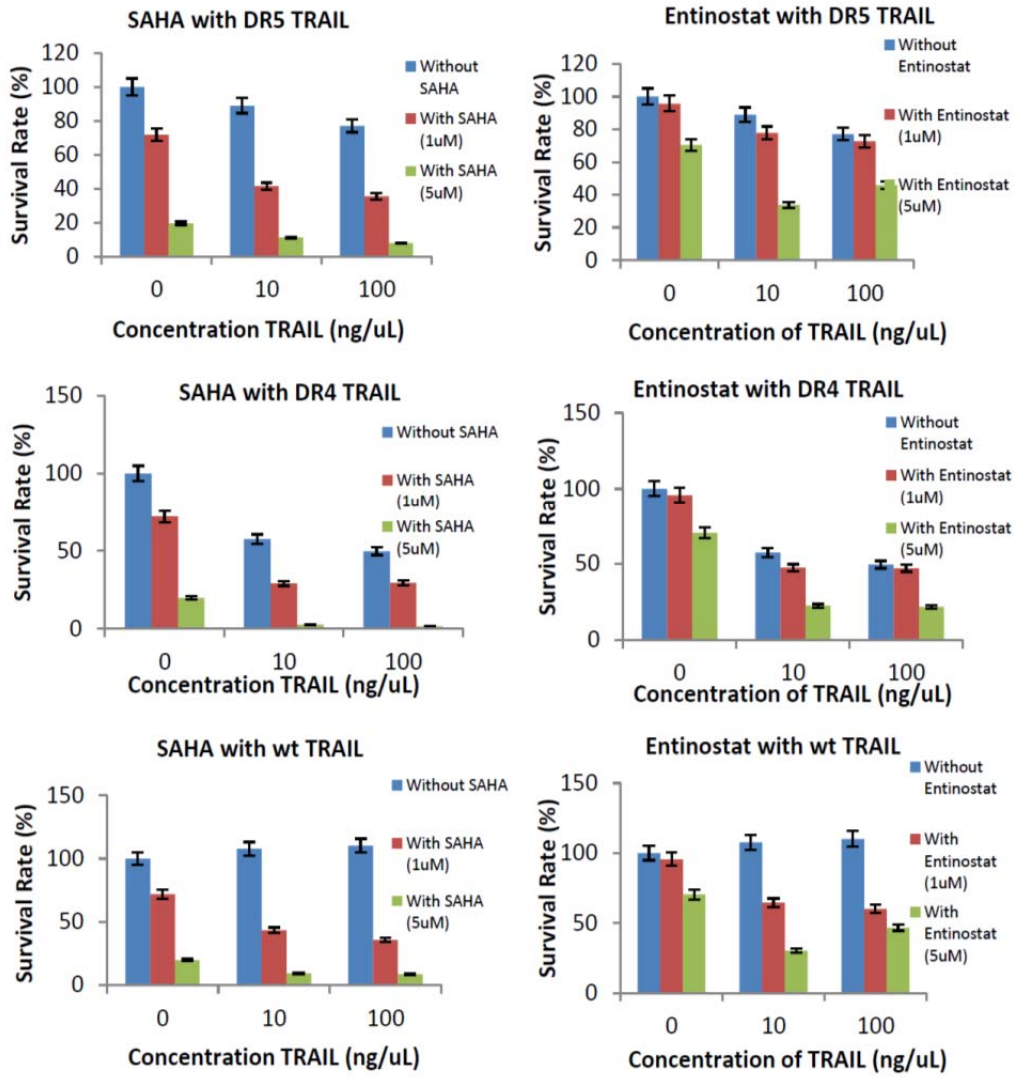 SAHA with DR5 TRAIL
Survival Rate (%)
120
100
80
60
40
20
0
0 10 100
Concentration TRAIL (ng/uL)
Without
SAHA
With SAHA
(1uM)
With SAHA
(5uM)
Entinostat with DR5 TRAIL
Survival Rate (%)
120
100
80
60
40
20
0
0 10 100
Concentration of TRAIL (ng/uL)
Without
Entinostat
With Entinostat
(1uM)
With Entinostat
(5uM)
SAHA with DR4 TRAIL
Survival Rate (%)
150
100
50
0
0 10 100
Concentration TRAIL (ng/uL)
Without SAHA
With SAHA
(1uM)
With SAHA
(5uM)
Entinostat with DR4 TRAIL
Survival Rate (%)
150
100
50
0
0 10 100
Concentration of TRAIL (ng/uL)
Without
Entinostat
With Entinostat
(1uM)
With Entinostat
(5uM)
SAHA with wt TRAIL
Survival Rate (%)
150
100
50
0
0 10 100
Concentration TRAIL (ng/uL)
Without SAHA
With SAHA
(1uM)
With SAHA
(5uM)
Entinostat with wt TRAIL
Survival Rate (%)
150
100
50
0
0 10 100
Concentration of TRAIL (ng/uL)
Without
Entinostat
With
Entinostat
(1uM)
With
Entinostat
(5uM)